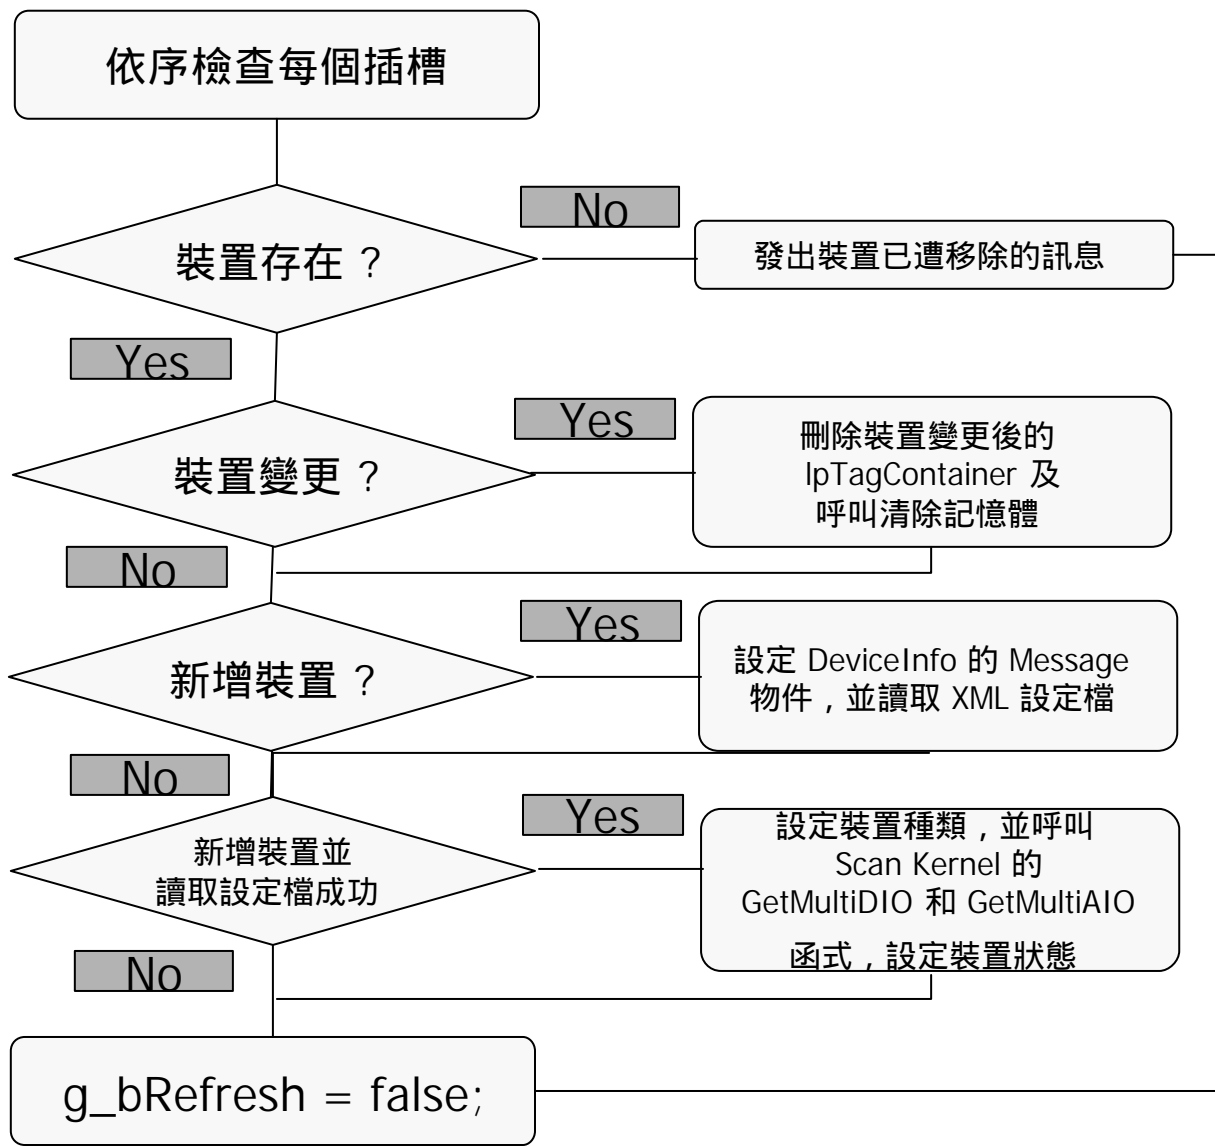 依序檢查每個插槽
No
裝置存在 ?
發出裝置已遭移除的訊息
Yes
Yes
裝置變更 ?
刪除裝置變更後的
lpTagContainer 及
呼叫清除記憶體
No
Yes
新增裝置 ?
設定 DeviceInfo 的 Message
物件 , 並讀取 XML 設定檔
No
Yes
新增裝置並
讀取設定檔成功
設定裝置種類 , 並呼叫
Scan Kernel 的
GetMultiDIO 和 GetMultiAIO
函式 , 設定裝置狀態
No
g_bRefresh = false;